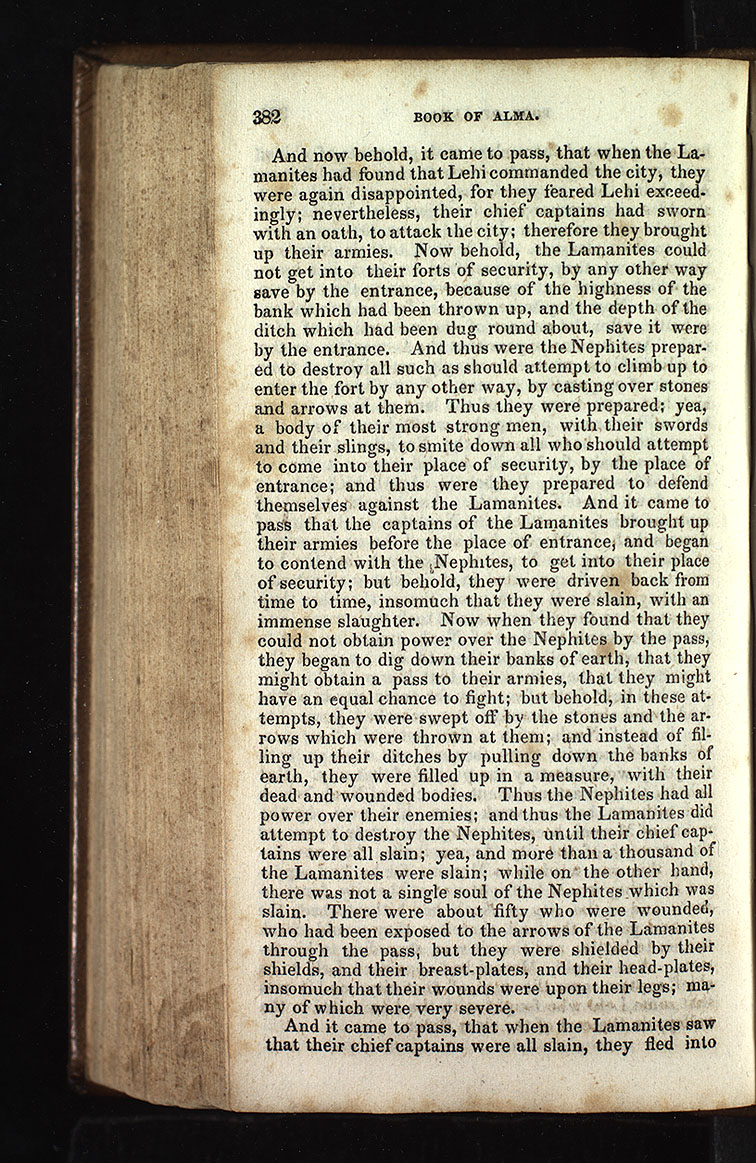 382
BOOK OF ALMA.
And now behold, it came to pass, that when the La-
manites had found that Lehi commanded the city, they
were again disappointed, for they feared Lehi exceed-
ingly; nevertheless, their chief captains had sworn
with an oath, to attack the city; therefore they brought
up their armies. Now behold, the Lamanites could
not get into their forts of security, by any other way
save by the entrance, because of the highness of the
bank which had been thrown up, and the depth of the
ditch which had been dug round about, save it were
by the entrance. And thus were the Nephites prepar-
ed to destroy all such as should attempt to climb up to
enter the fort by any other way, by casting over stones
and arrows at them. Thus they were prepared; yea,
a body of their most strong men, with their swords
and their slings, to smite down all who should attempt
to come into their place of security, by the place of
entrance; and thus were they prepared to defend
themselves against the Lamanites. And it came to
pass that the captains of the Lamanites brought up
their armies before the place of entrance, and began
to contend with the Nephites, to get into their place
of security; but behold, they were driven back from
time to time, insomuch that they were slain, with an
immense slaughter. Now when they found that they
could not obtain power over the Nephites by the pass,
they began to dig down their banks of earth, that they
might obtain a pass to their armies, that they might
have an equal chance to fight; but behold, in these at-
tempts, they were swept off by the stones and the ar-
rows which were thrown at them; and instead of fil-
ling up their ditches by pulling down the banks of
earth, they were filled up in a measure, with their
dead and wounded bodies. Thus the Nephites had all
power over their enemies; and thus the Lamanites did
attempt to destroy the Nephites, until their chief cap-
tains were all slain; yea, and more than a thousand of
the Lamanites were slain; while on the other hand,
there was not a single soul of the Nephites which was
slain. There were about fifty who were wounded,
who had been exposed to the arrows of the Lamanites
through the pass, but they were shielded by their
shields, and their breast-plates, and their head-plates,
insomuch that their wounds were upon their legs; ma-
ny of which were very severe.
And it came to pass, that when the Lamanites saw
that their chief captains were all slain, they fled into